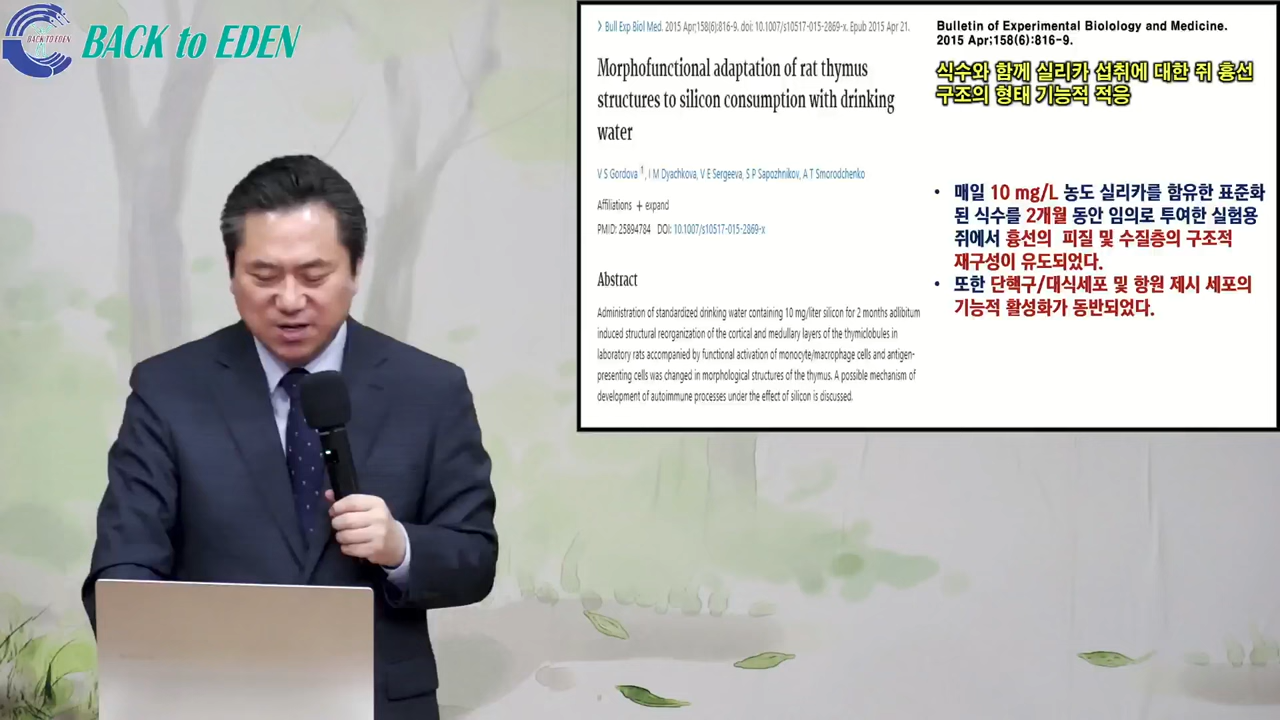 BACK TO EDEN
BACK to EDEN
> Bull Exp Biol Med. 2015 Apr;158(6):816-9. doi: 10.1007/s10517-015-2869-x. Epub 2015 Apr 21.
Morphofunctional adaptation of rat thymus
structures to silicon consumption with drinking
water
V S Gordova 1, I M Dyachkova, V E Sergeeva, S P Sapozhnikov, A T Smorodchenko
Affiliations + expand
PMID: 25894784 DOI: 10.1007/s10517-015-2869-x
Abstract
Administration of standardized drinking water containing 10 mg/liter silicon for 2 months adlibitum
induced structural reorganization of the cortical and medullary layers of the thymiclobules in
laboratory rats accompanied by functional activation of monocyte/macrophage cells and antigen-
presenting cells was changed in morphological structures of the thymus. A possible mechanism of
development of autoimmune processes under the effect of silicon is discussed.
Bulletin of Experimental Biolology and Medicine.
2015 Apr;158(6):816-9.
식수와 함께 실리카 섭취에 대한 쥐 흉선
구조의 형태 기능적 적응
• 매일 10 mg/L 농도 실리카를 함유한 표준화
된 식수를 2개월 동안 임의로 투여한 실험용
쥐에서 흉선의 피질 및 수질층의 구조적
재구성이 유도되었다.
• 또한 단핵구/대식세포 및 항원 제시 세포의
기능적 활성화가 동반되었다.